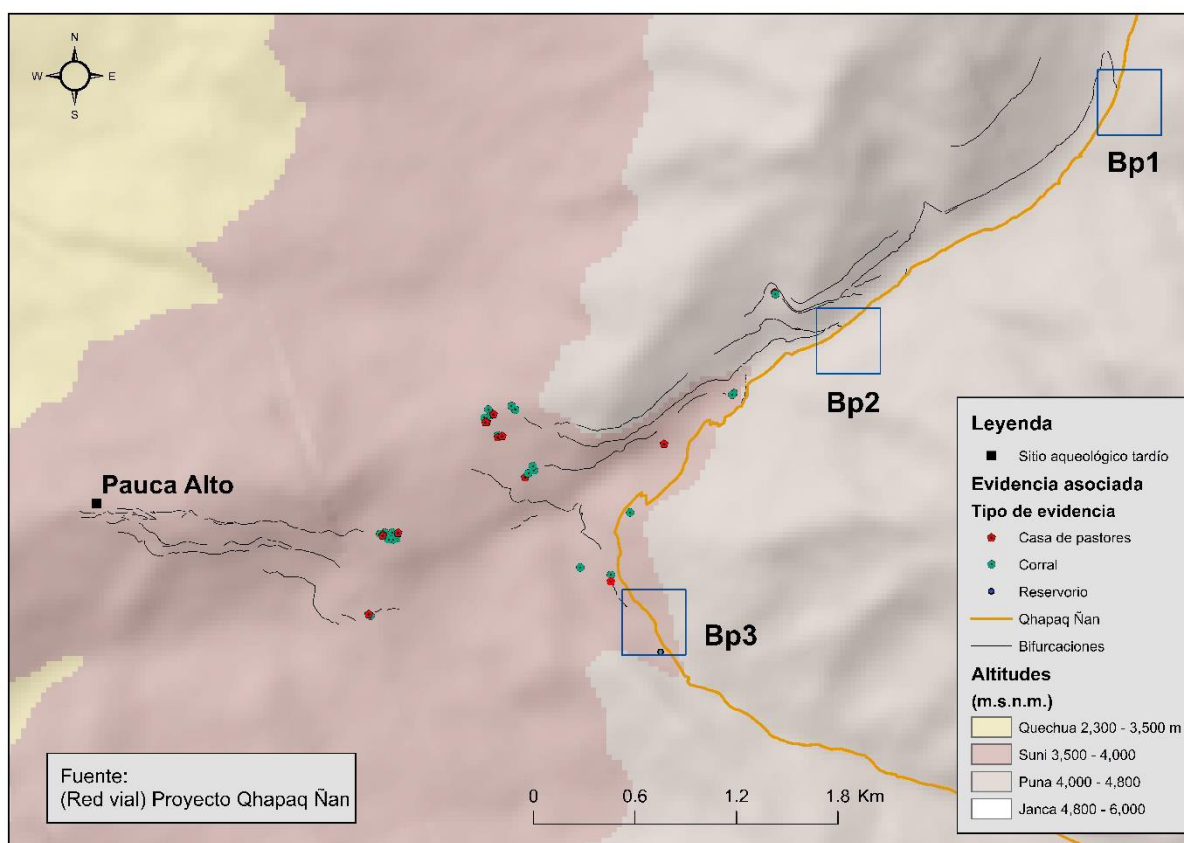 N
W E
S
Bp1
Bp2
Pauca Alto
Bp3
Leyenda
Sitio aqueológico tardío
Evidencia asociada
Tipo de evidencia
Casa de pastores
Corral
Reservorio
Qhapaq Ñan
Bifurcaciones
Altitudes
(m.s.n.m.)
Quechua 2,300 - 3,500 m
Suni 3,500 - 4,000
Puna 4,000 - 4,800
Janca 4,800 - 6,000
Fuente:
(Red vial) Proyecto Qhapaq Ñan
0 0.6 1.2 1.8 Km